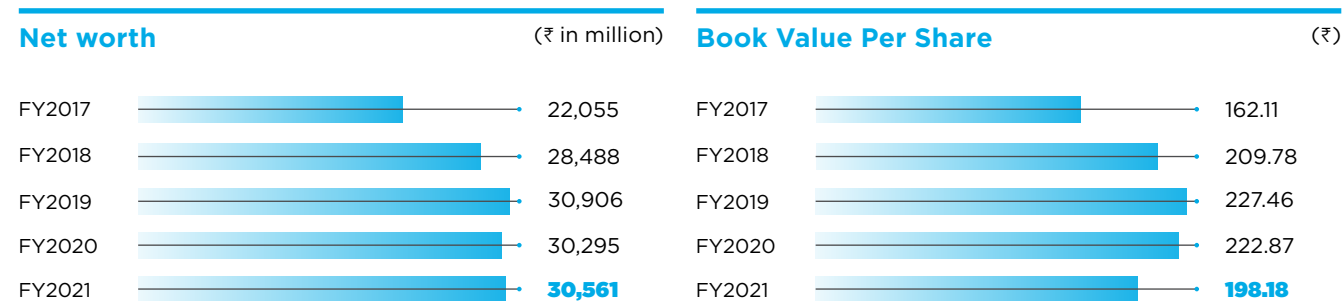 Net worth (₹ in million)
FY2017 22,055
FY2018 28,488
FY2019 30,906
FY2020 30,295
FY2021 30,561
Book Value Per Share (₹)
FY2017 162.11
FY2018 209.78
FY2019 227.46
FY2020 222.87
FY2021 198.18